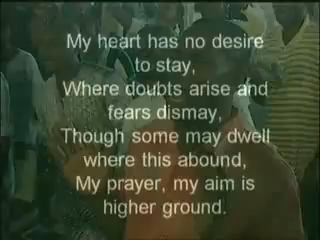 My heart has no desire
to stay,
Where doubts arise and
fears dismay,
Though some may dwell
where this abound,
My prayer, my aim is
higher ground.